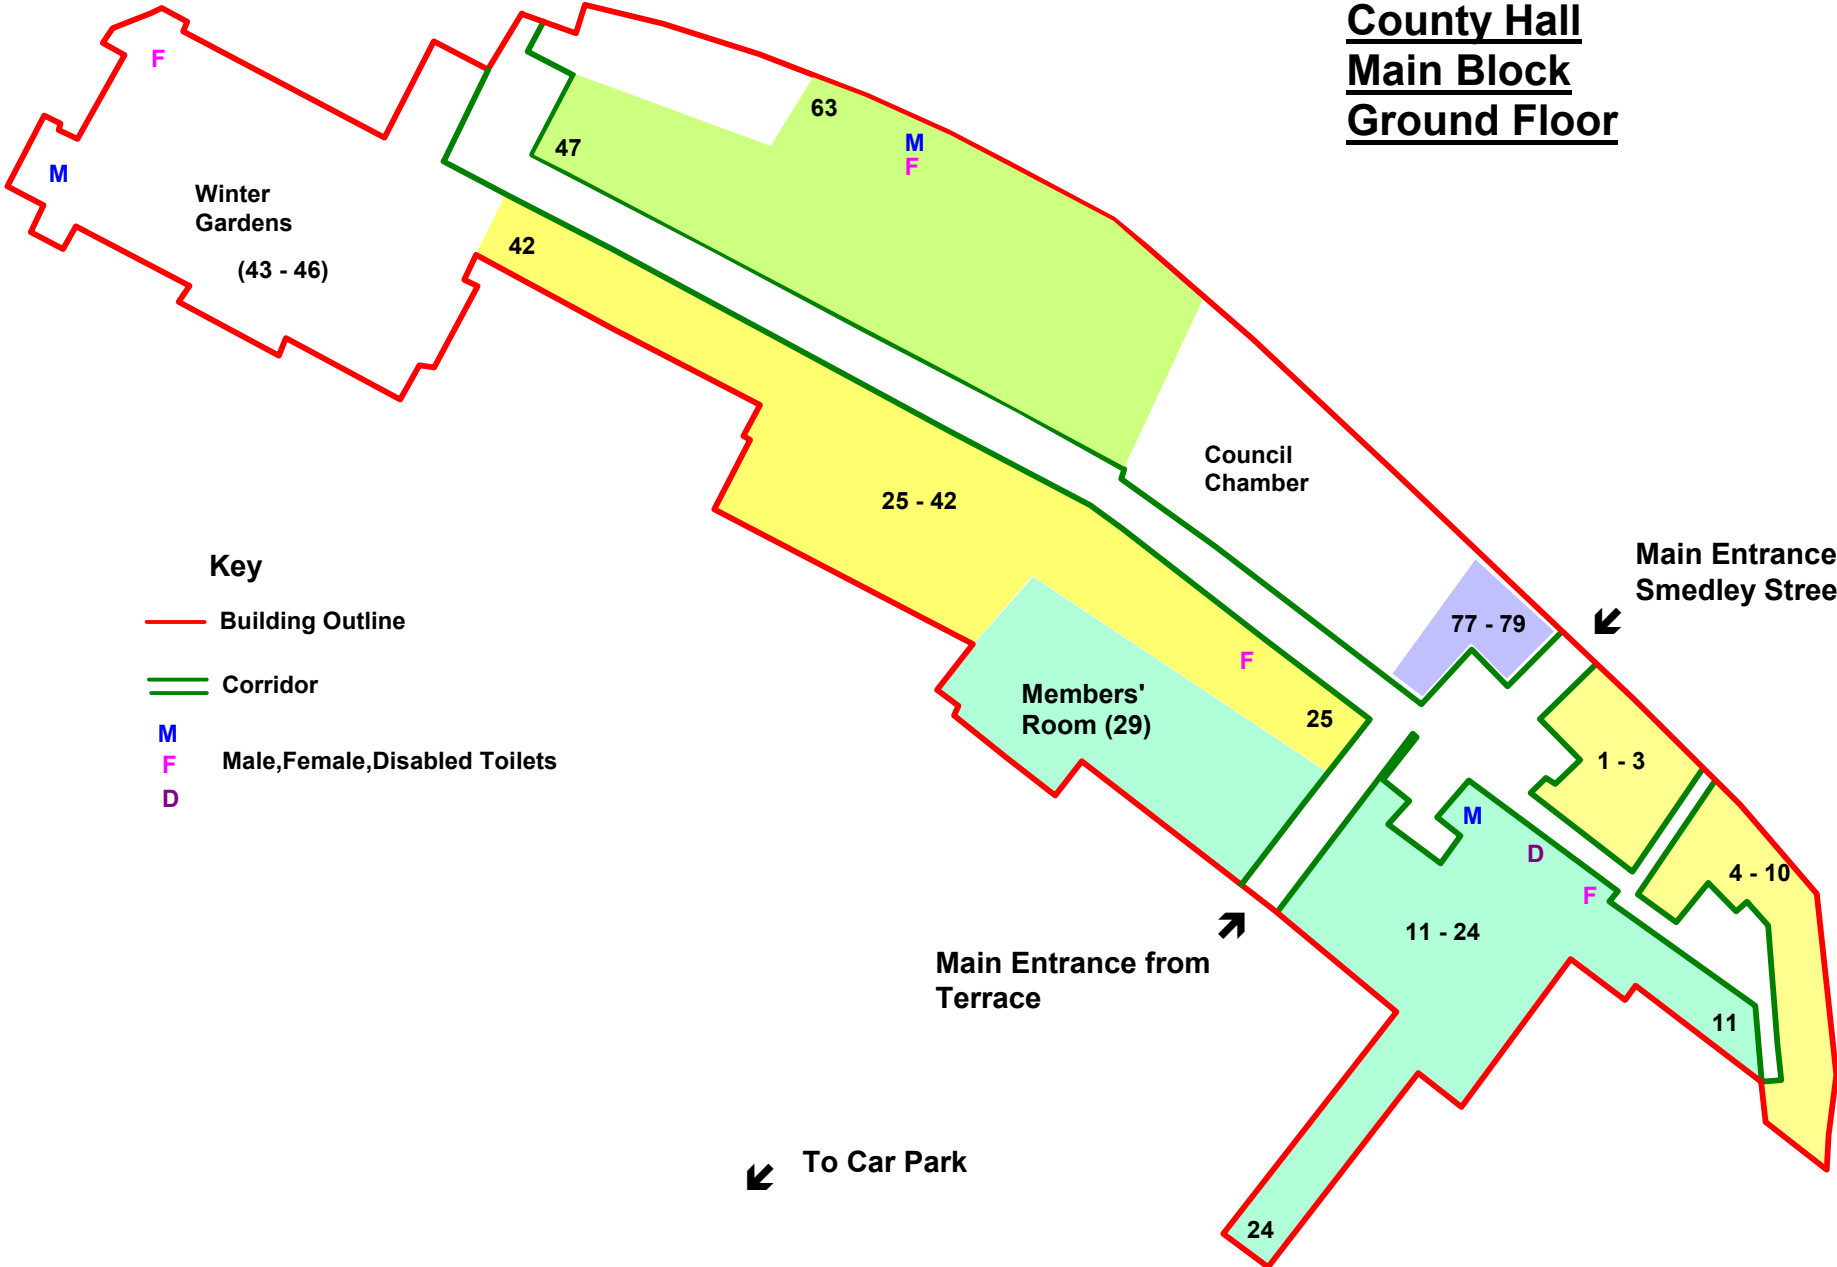 County Hall
Main Block
Ground Floor
F
63
M
F
47
M
Winter
Gardens
(43 - 46)
42
Council
Chamber
25 - 42
Main Entrance
Smedley Stree
Key
Building Outline
Corridor
M
F
D
Male,Female,Disabled Toilets
77 - 79
F
Members'
Room (29)
25
1 - 3
M
D
F
4 - 10
11 - 24
Main Entrance from
Terrace
11
To Car Park
24